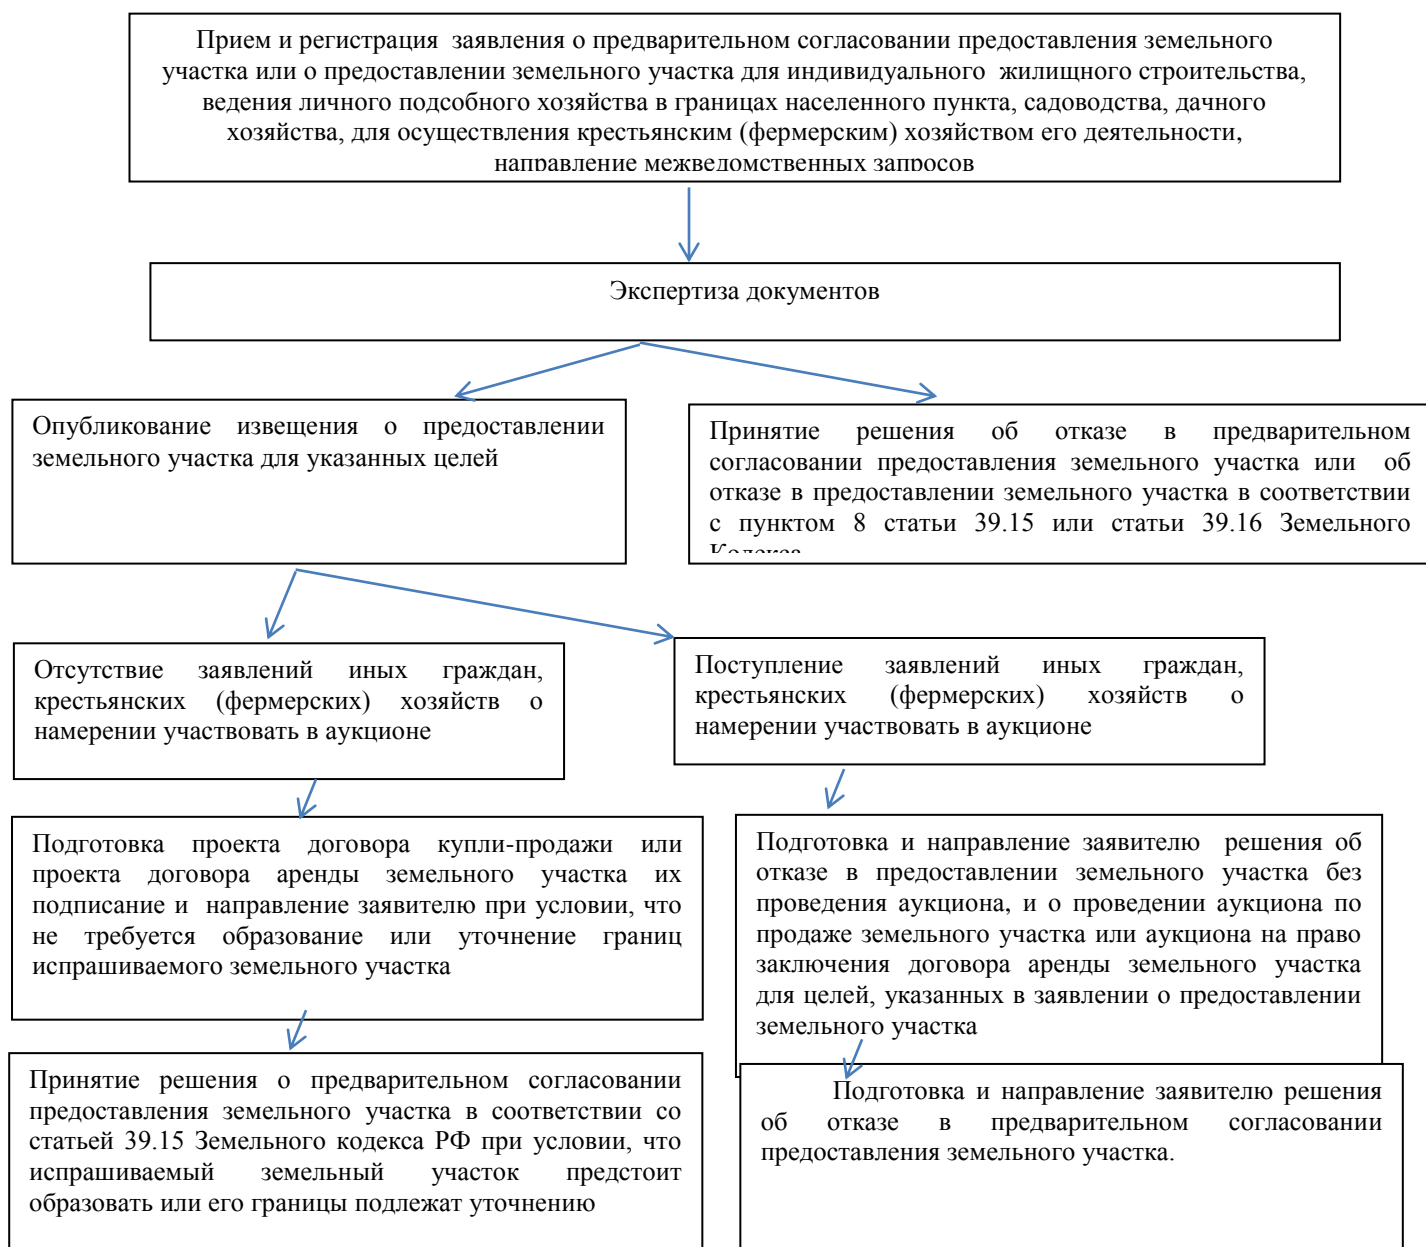 Прием и регистрация заявления о предварительном согласовании предоставления земельного
участка или о предоставлении земельного участка для индивидуального жилищного строительства,
ведения личного подсобного хозяйства в границах населенного пункта, садоводства, дачного
хозяйства, для осуществления крестьянским (фермерским) хозяйством его деятельности,
направление межведомственных запросов
Экспертиза документов
Опубликование извещения о предоставлении
земельного участка для указанных целей
Принятие решения об отказе в предварительном
согласовании предоставления земельного участка или об
отказе в предоставлении земельного участка в соответствии
с пунктом 8 статьи 39.15 или статьи 39.16 Земельного
Кодекса
Отсутствие заявлений иных граждан,
крестьянских (фермерских) хозяйств о
намерении участвовать в аукционе
Поступление заявлений иных граждан,
крестьянских (фермерских) хозяйств о
намерении участвовать в аукционе
Подготовка проекта договора купли-продажи или
проекта договора аренды земельного участка их
подписание и направление заявителю при условии, что
не требуется образование или уточнение границ
испрашиваемого земельного участка
Подготовка и направление заявителю решения об
отказе в предоставлении земельного участка без
проведения аукциона, и о проведении аукциона по
продаже земельного участка или аукциона на право
заключения договора аренды земельного участка
для целей, указанных в заявлении о предоставлении
земельного участка
Принятие решения о предварительном согласовании
предоставления земельного участка в соответствии со
статьей 39.15 Земельного кодекса РФ при условии, что
испрашиваемый земельный участок предстоит
образовать или его границы подлежат уточнению
Подготовка и направление заявителю решения
об отказе в предварительном согласовании
предоставления земельного участка.